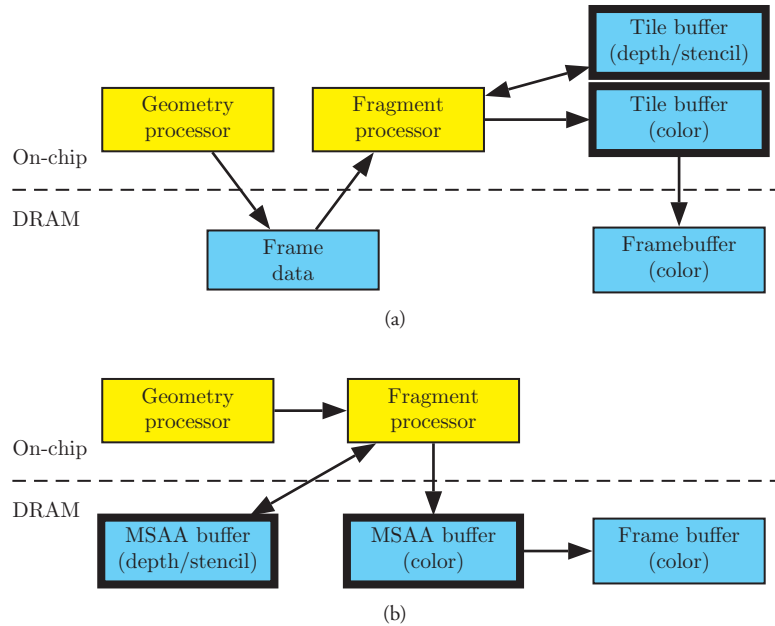 Tile buffer
(depth/stencil)
Geometry
processor
Fragment
processor
Tile buffer
(color)
On-chip
DRAM
Frame
data
Framebuffer
(color)
(a)
Geometry
processor
Fragment
processor
On-chip
DRAM
MSAA buffer
(depth/stencil)
MSAA buffer
(color)
Frame buffer
(color)
(b)